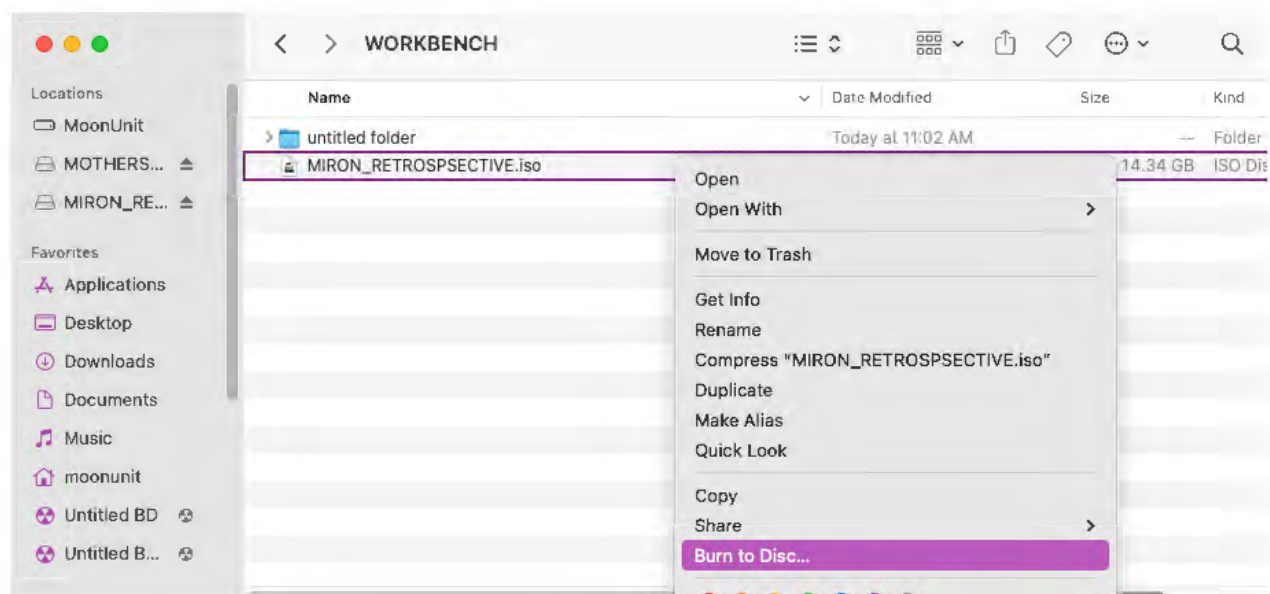 WORKBENCH
Locations
MoonUnit
MOTHERS...
MIRON_RE...
Favorites
Applications
Desktop
Downloads
Documents
Music
moonunit
Untitled BD
Untitled B...
Name Date Modified Size Kind
untitled folder Today at 11:02 AM -- Folder
MIRON_RETROSPSECTIVE.iso 14.34 GB ISO Dis
Open
Open With
Move to Trash
Get Info
Rename
Compress "MIRON_RETROSPSECTIVE.iso"
Duplicate
Make Alias
Quick Look
Copy
Share
Burn to Disc...